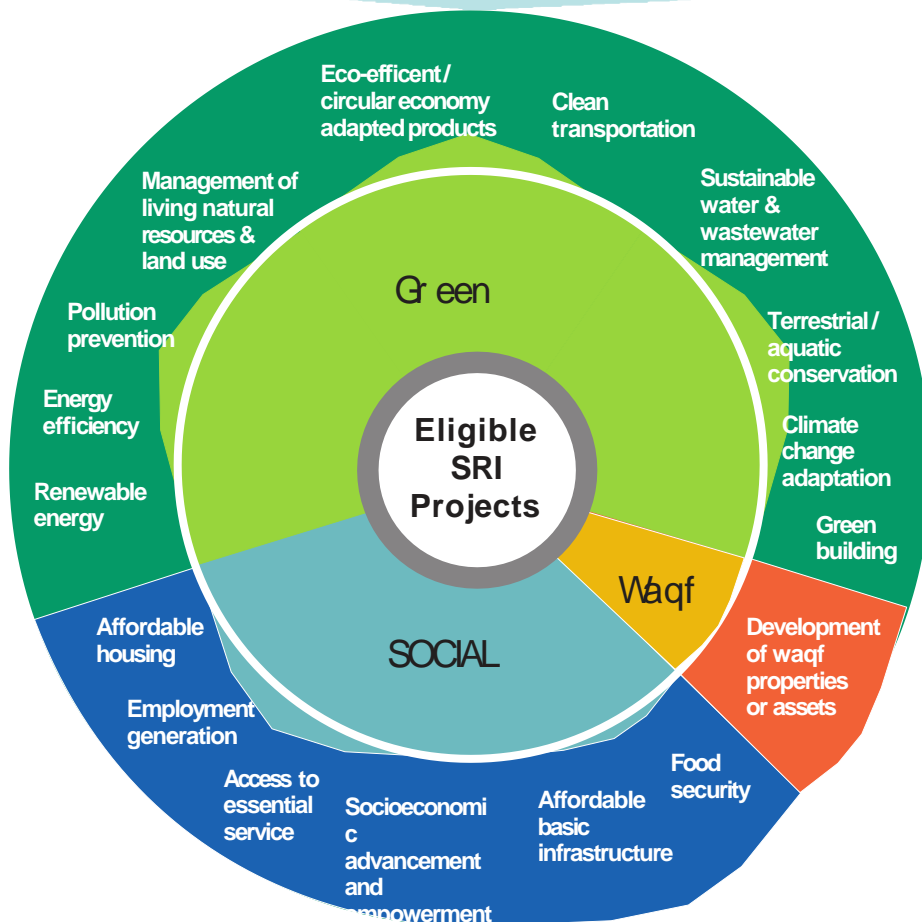 Eco-efficent /
circular economy
adapted products
Clean
transportation
Management of
living natural
resources &
land use
Sustainable
water &
wastewater
management
Green
Pollution
prevention
Terrestrial /
aquatic
conservation
Energy
efficiency
Eligible
SRI
Projects
Climate
change
adaptation
Renewable
energy
Green
building
Waqf
Affordable
housing
SOCIAL
Development
of waqf
properties
or assets
Employment
generation
Access to
essential
service
Socioeconomi
c
advancement
and
empowerment
Affordable
basic
infrastructure
Food
security